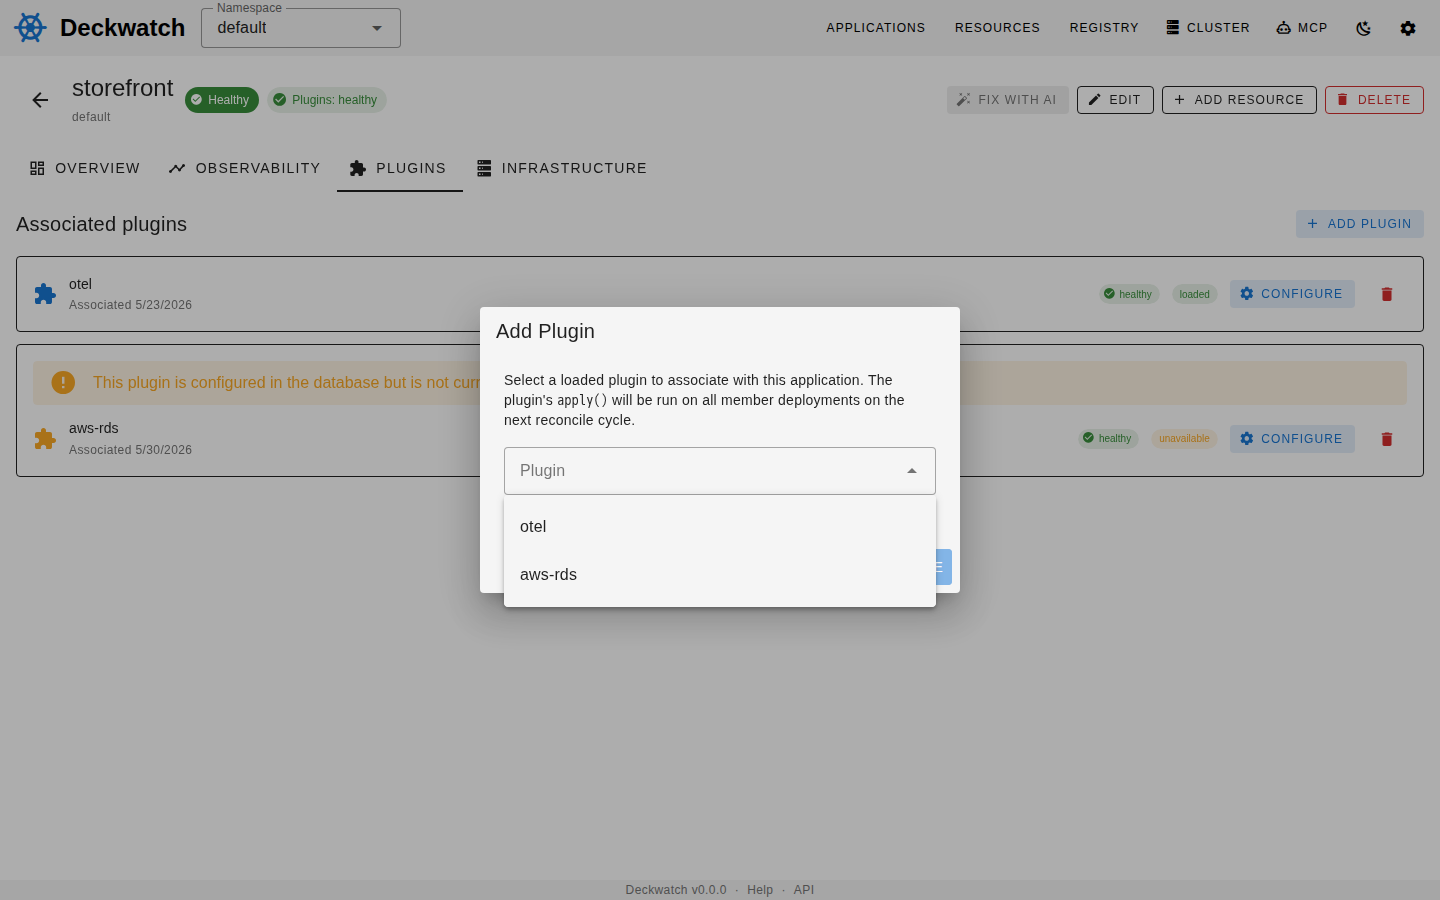 Deckwatch
Namespace
default
APPLICATIONS
RESOURCES
REGISTRY
CLUSTER
MCP
storefront
default
Healthy
Plugins: healthy
FIX WITH AI
EDIT
ADD RESOURCE
DELETE
OVERVIEW
OBSERVABILITY
PLUGINS
INFRASTRUCTURE
Associated plugins
ADD PLUGIN
otel
Associated 5/23/2026
healthy
loaded
CONFIGURE
This plugin is configured in the database but is not
aws-rds
Associated 5/30/2026
healthy
unavailable
CONFIGURE
Add Plugin
Select a loaded plugin to associate with this application. The
plugin's apply() will be run on all member deployments on the
next reconcile cycle.
Plugin
otel
aws-rds
Deckwatch v0.0.0 · Help · API